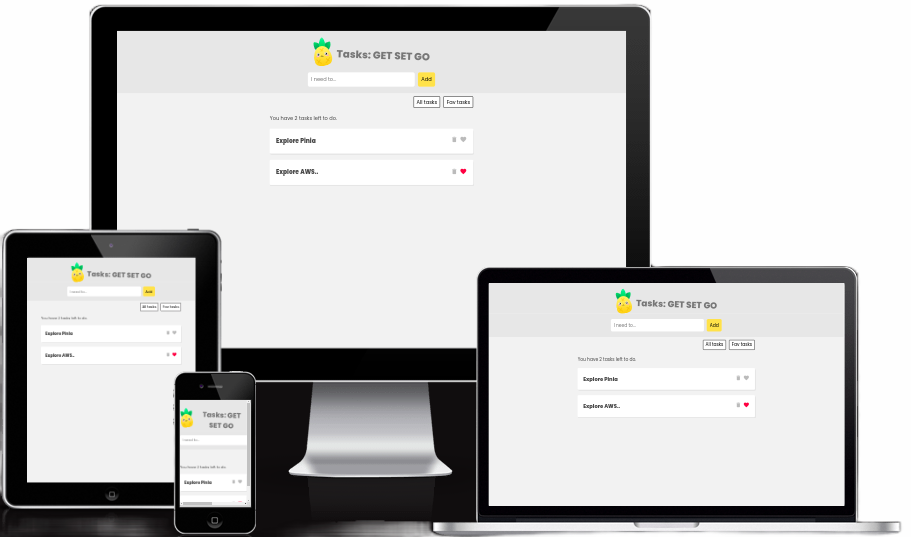 Tasks: GET SET GO
I need to...
Add
All tasks
Fav tasks
You have 2 tasks left to do.
Explore Pinia
Explore AWS..
Tasks: GET SET GO
I need to...
Add
All tasks
Fav tasks
You have 2 tasks left to do.
Explore Pinia
Explore AWS..
Tasks: GET
SET GO
I need to...
You have 2 tasks left to do.
Explore Pinia
Tasks: GET SET GO
I need to...
Add
All tasks
Fav tasks
You have 2 tasks left to do.
Explore Pinia
Explore AWS..